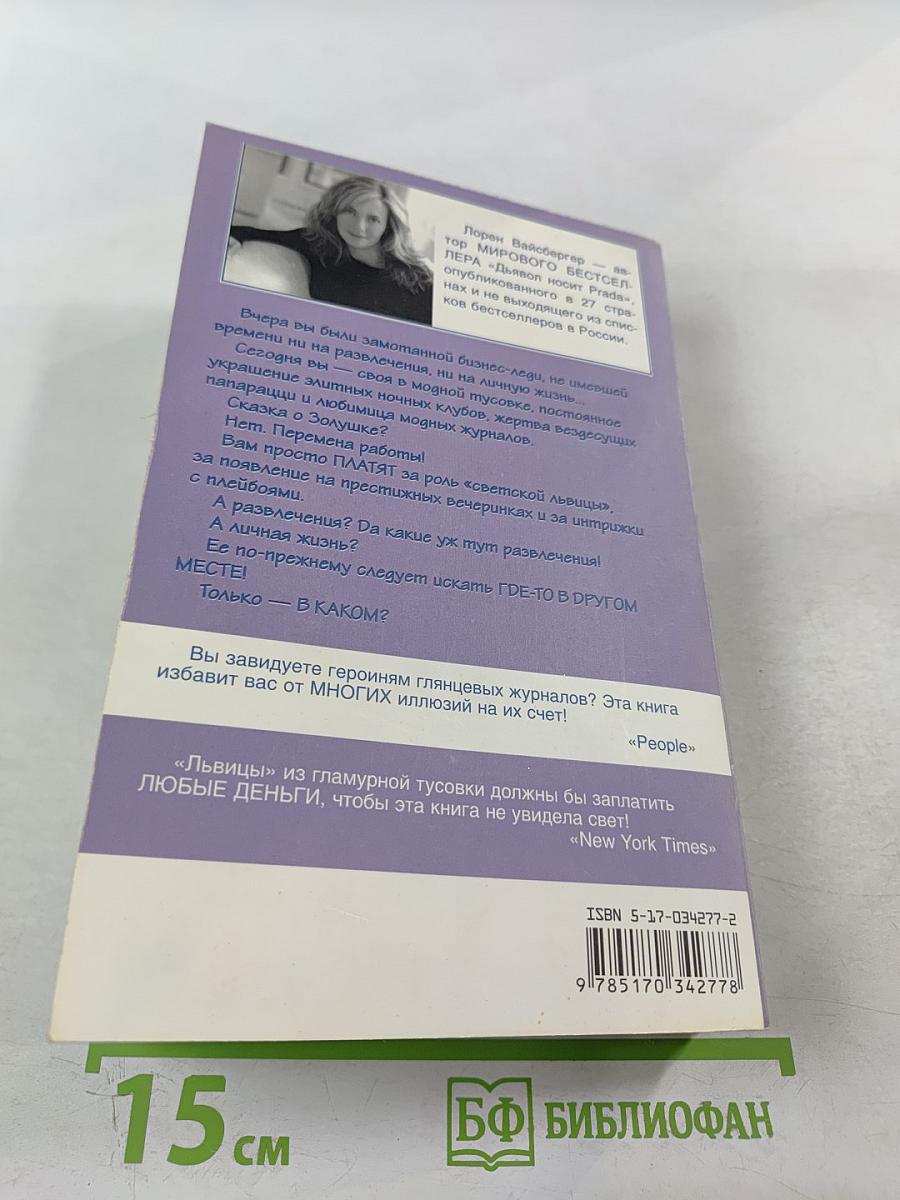 Лорен Вайсбергер — ав-
тор МИРОВОГО БЕСТСЕЛ-
ЛЕРА «Дьявол носит Prada»,
опубликованного в 27 стра-
нах и не выходящего из спис-
ков бестселлеров в России.
Вчера вы были замотанной бизнес-леди, не имевшей
времени ни на развлечения, ни на личную жизнь...
Сегодня вы — своя в модной тусовке, постоянное
украшение элитных ночных клубов, жертва вездесущих
папарацци и любимица модных журналов.
Сказка о Золушке?
Нет. Перемена работы!
Вам просто ПЛАТЯТ за роль «светской львицы»,
за появление на престижных вечеринках и за интрижки
с плейбоями.
А развлечения? Да какие уж тут развлечения!
А личная жизнь?
Ее по-прежнему следует искать ГДЕ-ТО В ДРУГОМ
МЕСТЕ!
Только — В КАКОМ?
Вы завидуете героиням глянцевых журналов? Эта книга
избавит вас от МНОГИХ иллюзий на их счет!
«People»
«Львицы» из гламурной тусовки должны бы заплатить
ЛЮБЫЕ ДЕНЬГИ, чтобы эта книга не увидела свет!
«New York Times»
ISBN 5-17-034277-2
9 785170 342778
15 см
БФ БИБЛИОФАН